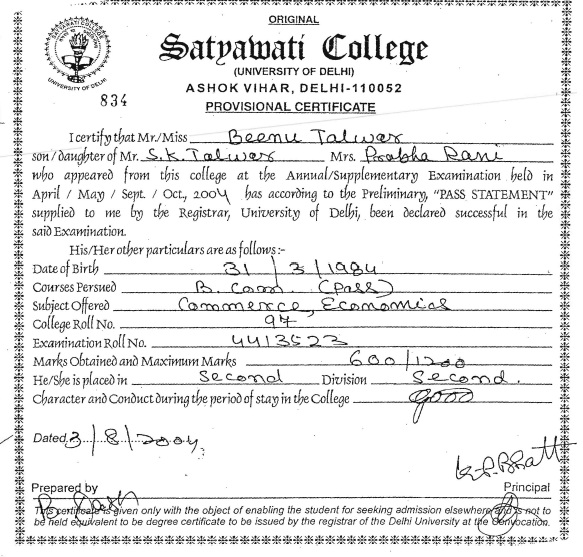 ORIGINAL
SATYAWATI COLLEGE
UNIVERSITY OF DELHI
Satyawati College
(UNIVERSITY OF DELHI)
ASHOK VIHAR, DELHI-110052
834
PROVISIONAL CERTIFICATE
I certify that Mr./Miss Beenu Talwar
son / daughter of Mr. S.K. Talwar Mrs. Prabha Rani
who appeared from this college at the Annual/Supplementary Examination held in
April / May / Sept. / Oct., 2004 has according to the Preliminary, "PASS STATEMENT"
supplied to me by the Registrar, University of Delhi, been declared successful in the
said Examination.
His/Her other particulars are as follows :-
Date of Birth 31 / 3 / 1984
Courses Persued B. Com. (Pass)
Subject Offered Commerce, Economics
College Roll No. 97
Examination Roll No. 4413523
Marks Obtained and Maximum Marks 600/1200
He/She is placed in Second Division Second.
Character and Conduct during the period of stay in the College good
Dated 3/8/2004
K.P. Bhatt
Prepared by Principal
This certificate is given only with the object of enabling the student for seeking admission elsewhere and is not to
be held equivalent to be degree certificate to be issued by the registrar of the Delhi University at the Convocation.